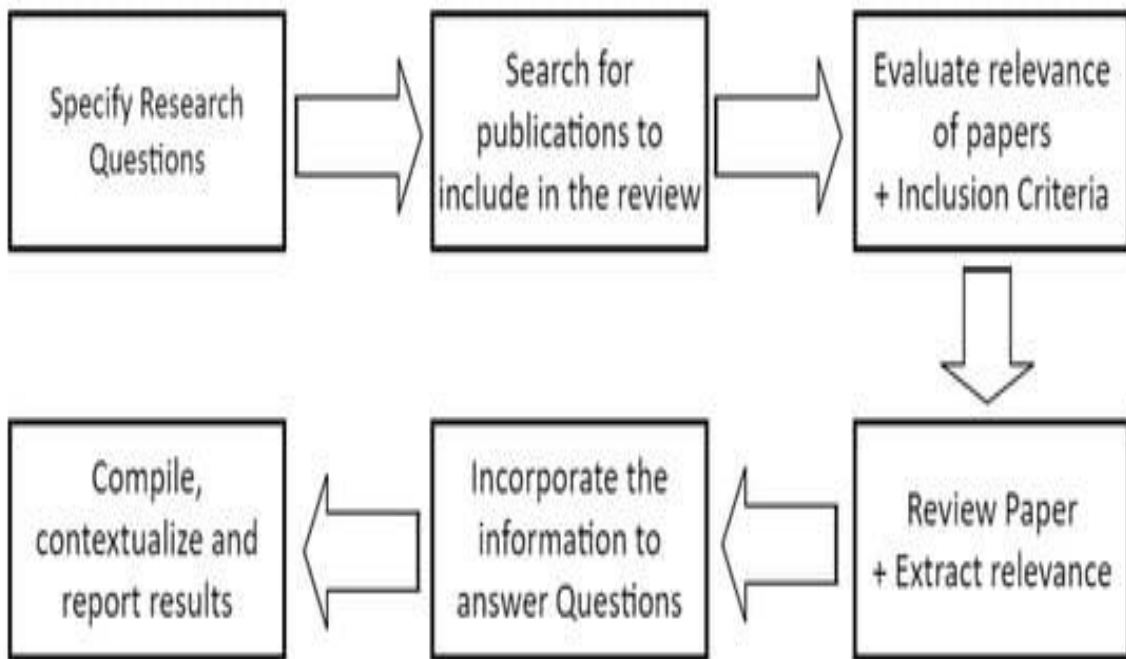 Specify Research
Questions
Search for
publications to
include in the review
Evaluate relevance
of papers
+ Inclusion Criteria
Review Paper
+ Extract relevance
Incorporate the
information to
answer Questions
Compile,
contextualize and
report results